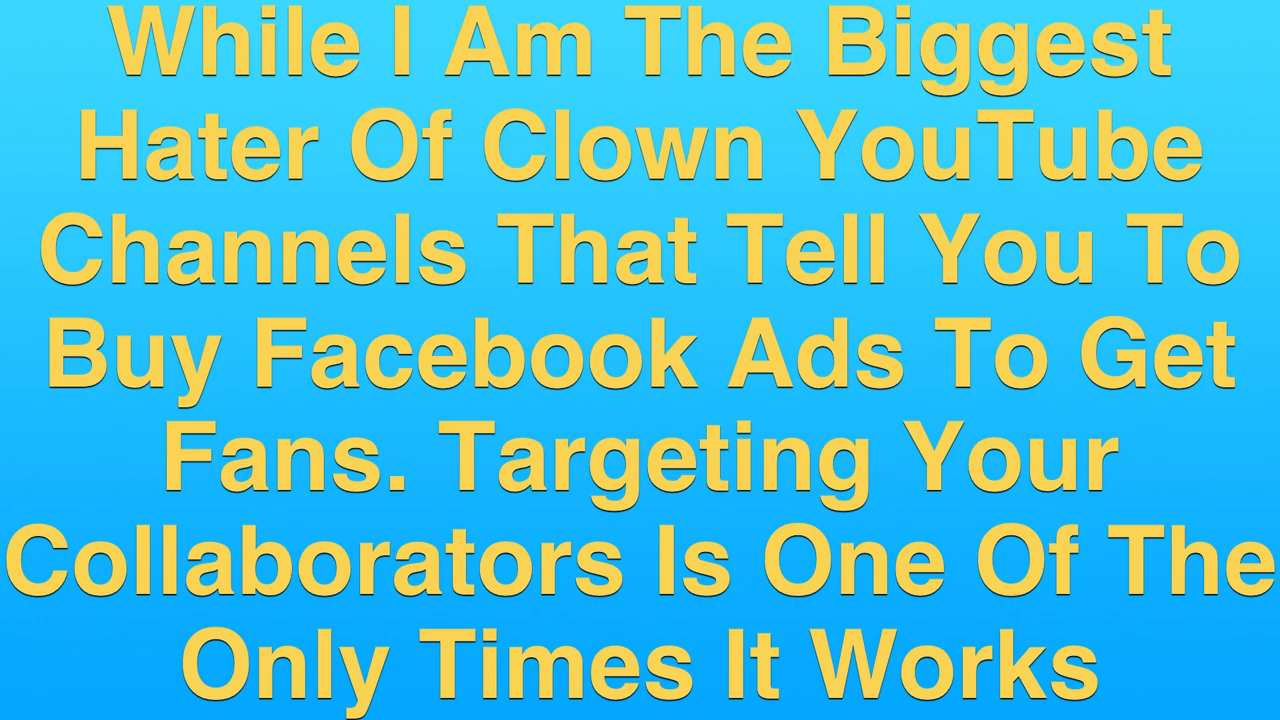 While I Am The Biggest
Hater Of Clown YouTube
Channels That Tell You To
Buy Facebook Ads To Get
Fans. Targeting Your
Collaborators Is One Of The
Only Times It Works